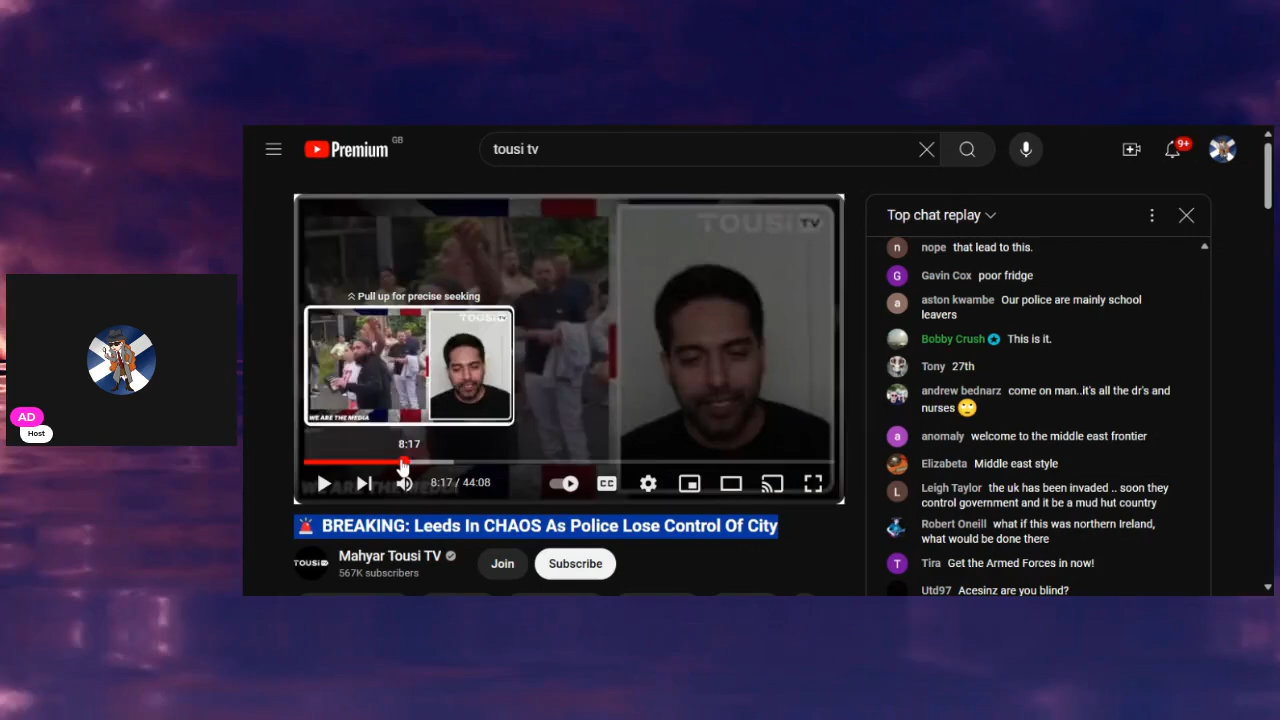 Premium GB
tousi tv
9+
TOUSI TV
Pull up for precise seeking
TOUSI
WE ARE THE MEDIA
8:17
8:17 / 44:08
CC
🚨 BREAKING: Leeds In CHAOS As Police Lose Control Of City
TOUSI
Mahyar Tousi TV
567K subscribers
Join
Subscribe
Top chat replay
n nope that lead to this.
G Gavin Cox poor fridge
a aston kwambe Our police are mainly school
leavers
Bobby Crush This is it.
Tony 27th
andrew bednarz come on man..it's all the dr's and
nurses 🙄
a anomaly welcome to the middle east frontier
Elizabeta Middle east style
L Leigh Taylor the uk has been invaded .. soon they
control government and it be a mud hut country
Robert Oneill what if this was northern Ireland,
what would be done there
T Tira Get the Armed Forces in now!
Utd97 Acesinz are you blind?
AD
Host